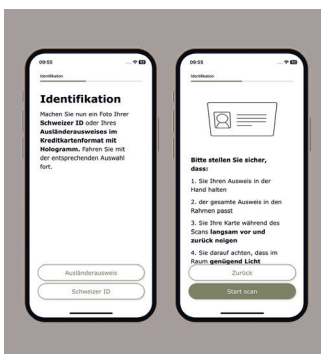 09:55
Identifikation
Identifikation
Machen Sie nun ein Foto Ihrer
Schweizer ID oder Ihres
Ausländerausweises im
Kreditkartenformat mit
Hologramm. Fahren Sie mit
der entsprechenden Auswahl
fort.
Ausländerausweis
Schweizer ID
09:55
Identifikation
Bitte stellen Sie sicher,
dass:
1. Sie Ihren Ausweis in der
Hand halten
2. der gesamte Ausweis in den
Rahmen passt
3. Sie Ihre Karte während des
Scans langsam vor und
zurück neigen
4. Sie darauf achten, dass im
Raum genügend Licht
Zurück
Start scan